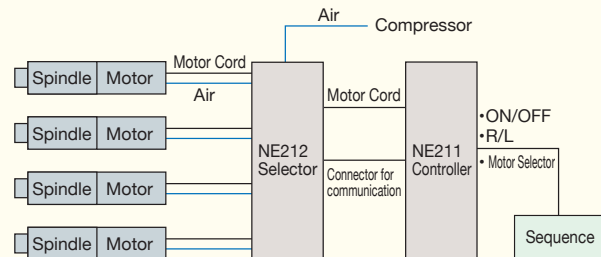 Air
Compressor
Motor Cord
Spindle Motor
Air
Motor Cord
•ON/OFF
•R/L
Spindle Motor
NE212
Selector
NE211
Controller
• Motor Selector
Connector for
communication
Spindle Motor
Spindle Motor
Sequence